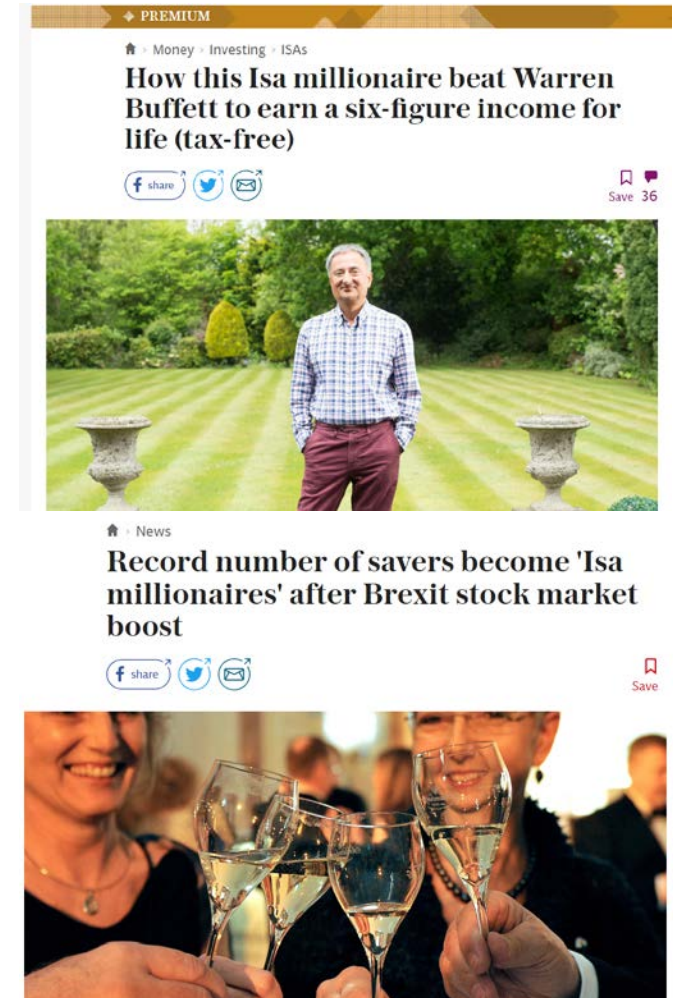 PREMIUM
Money Investing ISAs
How this Isa millionaire beat Warren
Buffett to earn a six-figure income for
life (tax-free)
f share
Save 36
News
Record number of savers become 'Isa
millionaires' after Brexit stock market
boost
f share
Save